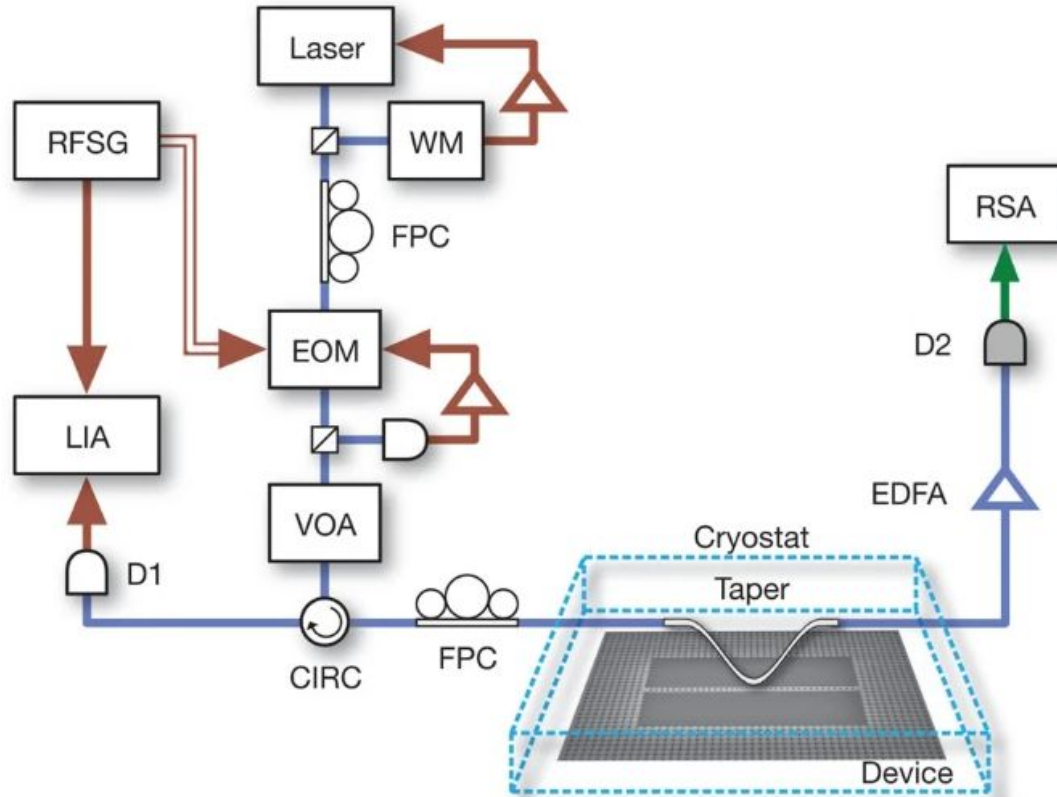 Laser
RFSG
WM
FPC
RSA
EOM
D2
LIA
EDFA
VOA
Cryostat
D1
Taper
CIRC
FPC
Device